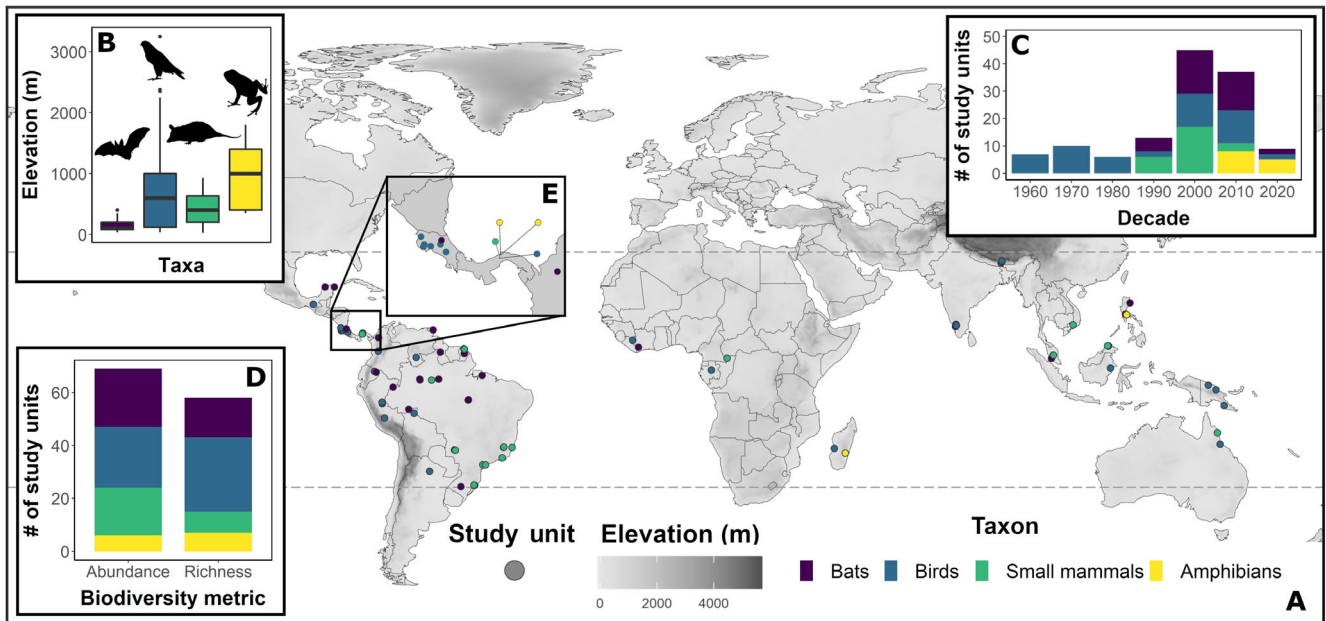 B
3000
2000
1000
0
Elevation (m)
Taxa
C
50
40
30
20
10
0
# of study units
1960 1970 1980 1990 2000 2010 2020
Decade
E
D
60
40
20
0
# of study units
Abundance Richness
Biodiversity metric
Study unit
Elevation (m)
0 2000 4000
Taxon
Bats Birds Small mammals Amphibians
A